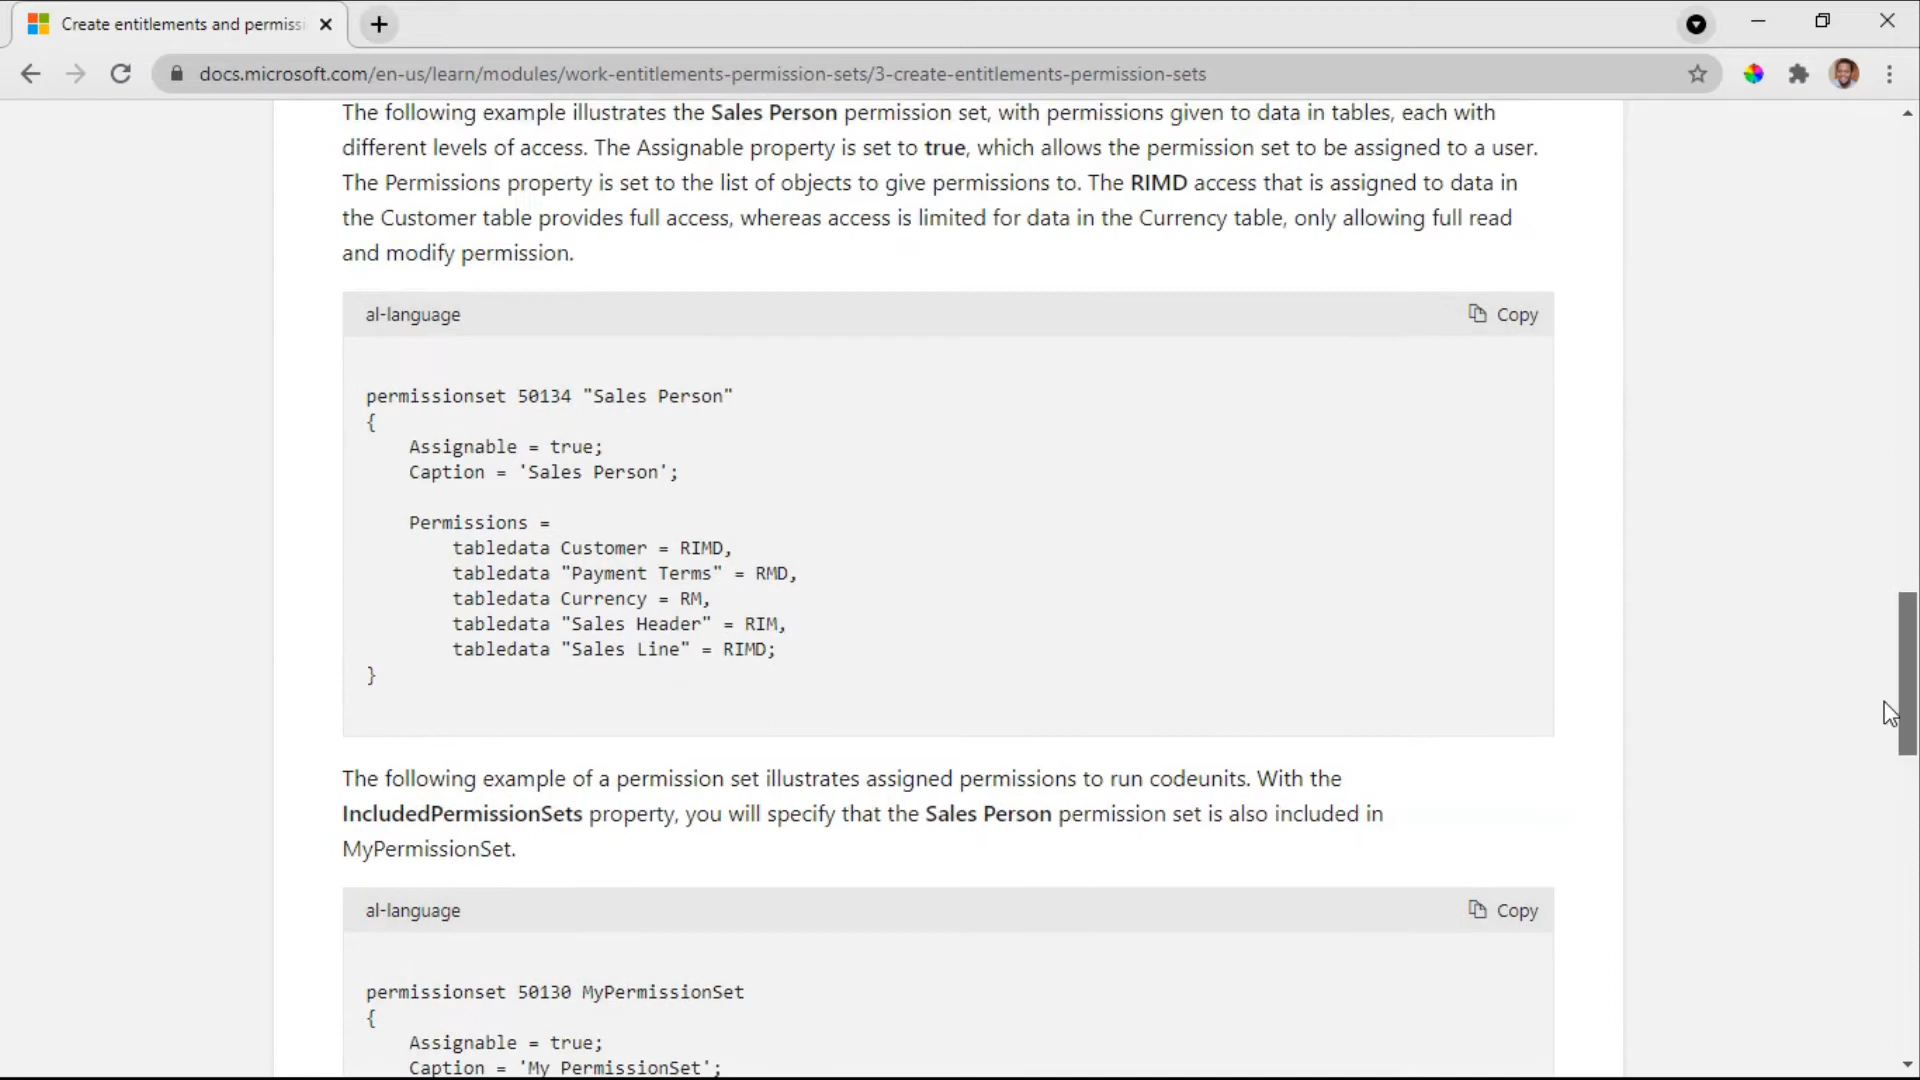 Create entitlements and permissi
docs.microsoft.com/en-us/learn/modules/work-entitlements-permission-sets/3-create-entitlements-permission-sets
The following example illustrates the Sales Person permission set, with permissions given to data in tables, each with
different levels of access. The Assignable property is set to true, which allows the permission set to be assigned to a user.
The Permissions property is set to the list of objects to give permissions to. The RIMD access that is assigned to data in
the Customer table provides full access, whereas access is limited for data in the Currency table, only allowing full read
and modify permission.
al-language Copy
permissionset 50134 "Sales Person"
{
    Assignable = true;
    Caption = 'Sales Person';
    Permissions =
        tabledata Customer = RIMD,
        tabledata "Payment Terms" = RMD,
        tabledata Currency = RM,
        tabledata "Sales Header" = RIM,
        tabledata "Sales Line" = RIMD;
}
The following example of a permission set illustrates assigned permissions to run codeunits. With the
IncludedPermissionSets property, you will specify that the Sales Person permission set is also included in
MyPermissionSet.
al-language Copy
permissionset 50130 MyPermissionSet
{
    Assignable = true;
    Caption = 'My PermissionSet';